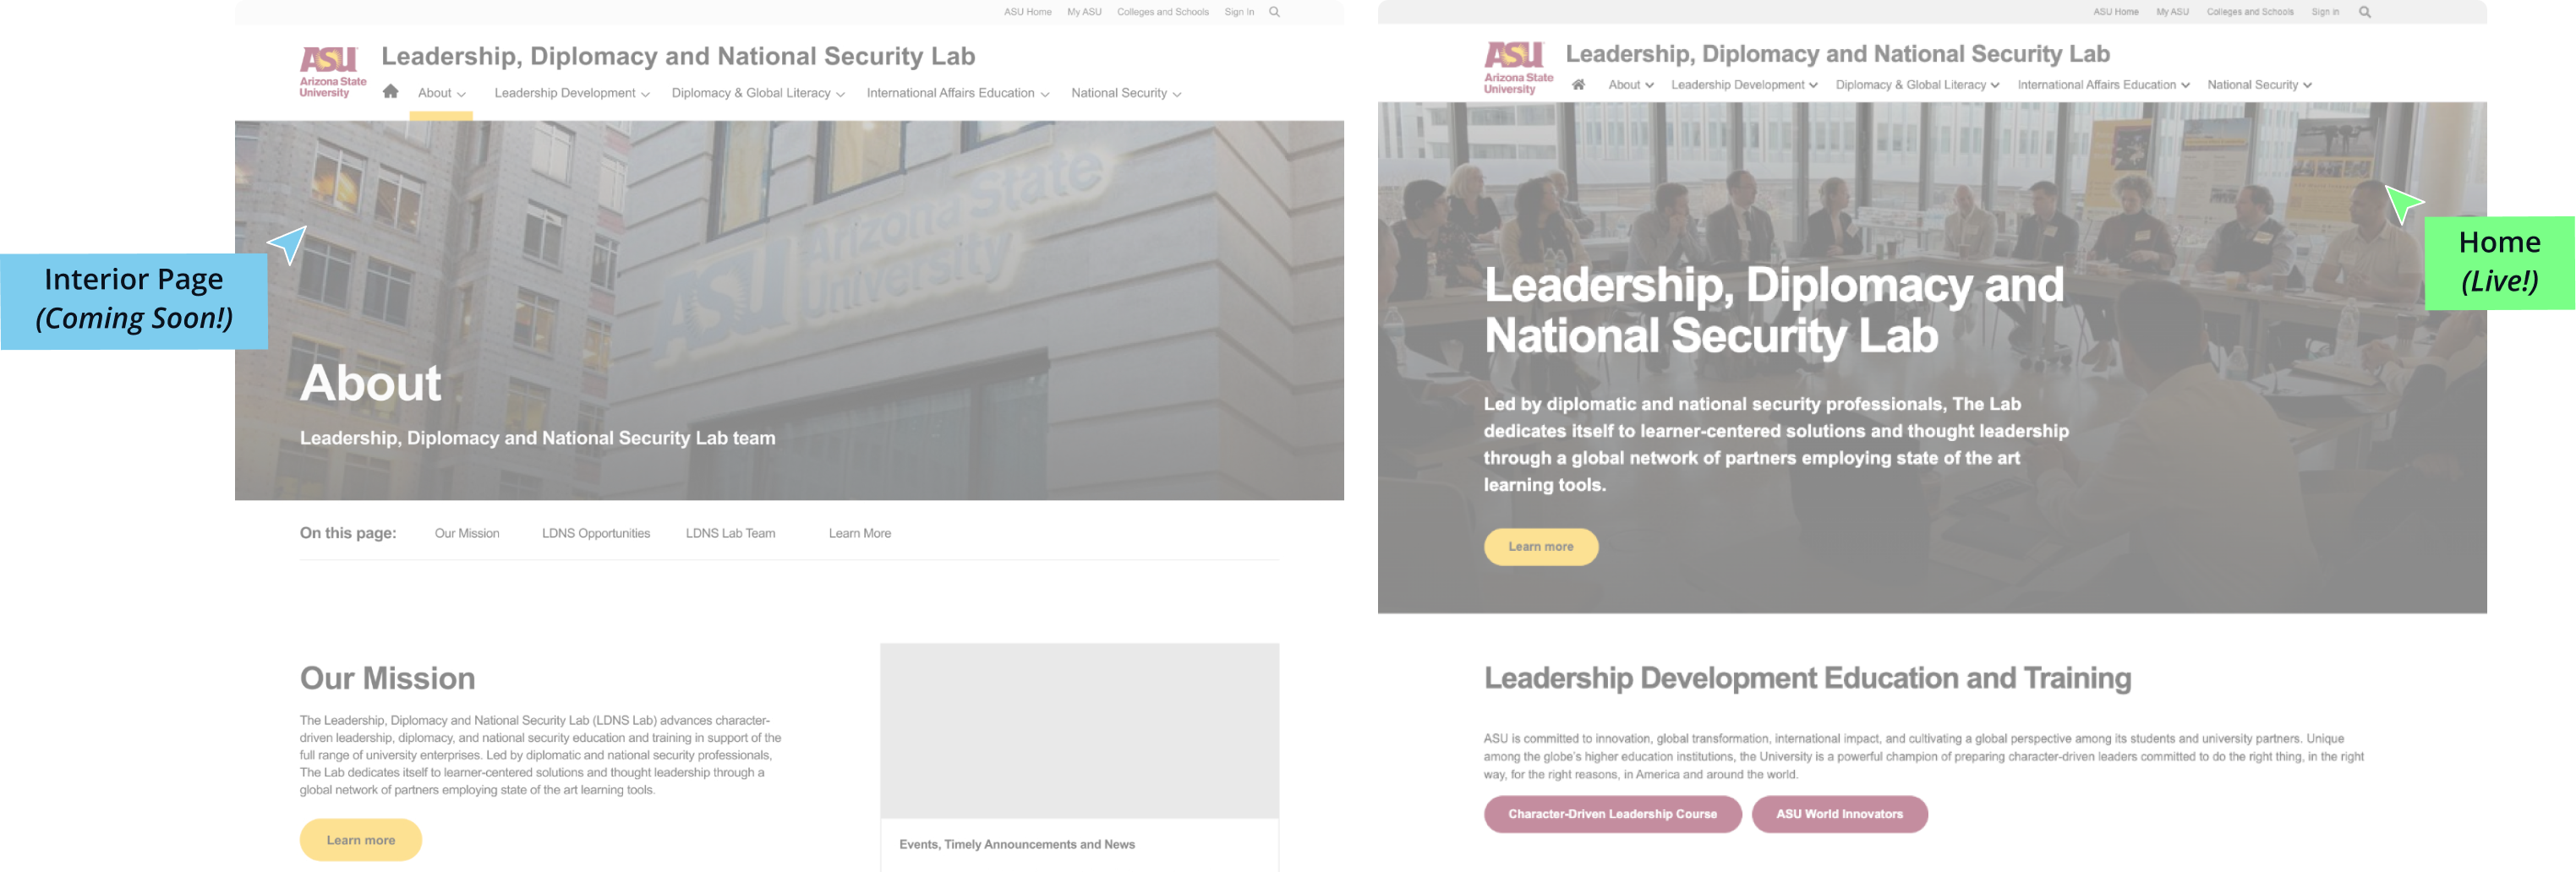 ASU Home My ASU Colleges and Schools Sign In
ASU
Arizona State
University
Leadership, Diplomacy and National Security Lab
About Leadership Development Diplomacy & Global Literacy International Affairs Education National Security
Arizona State
ASU University
Interior Page
(Coming Soon!)
About
Leadership, Diplomacy and National Security Lab team
On this page: Our Mission LDNS Opportunities LDNS Lab Team Learn More
Our Mission
The Leadership, Diplomacy and National Security Lab (LDNS Lab) advances character-
driven leadership, diplomacy, and national security education and training in support of the
full range of university enterprises. Led by diplomatic and national security professionals,
The Lab dedicates itself to learner-centered solutions and thought leadership through a
global network of partners employing state of the art learning tools.
Learn more
Events, Timely Announcements and News
ASU Home My ASU Colleges and Schools Sign in
ASU
Arizona State
University
Leadership, Diplomacy and National Security Lab
About Leadership Development Diplomacy & Global Literacy International Affairs Education National Security
Home
(Live!)
Leadership, Diplomacy and
National Security Lab
Led by diplomatic and national security professionals, The Lab
dedicates itself to learner-centered solutions and thought leadership
through a global network of partners employing state of the art
learning tools.
Learn more
Leadership Development Education and Training
ASU is committed to innovation, global transformation, international impact, and cultivating a global perspective among its students and university partners. Unique
among the globe's higher education institutions, the University is a powerful champion of preparing character-driven leaders committed to do the right thing, in the right
way, for the right reasons, in America and around the world.
Character-Driven Leadership Course ASU World Innovators